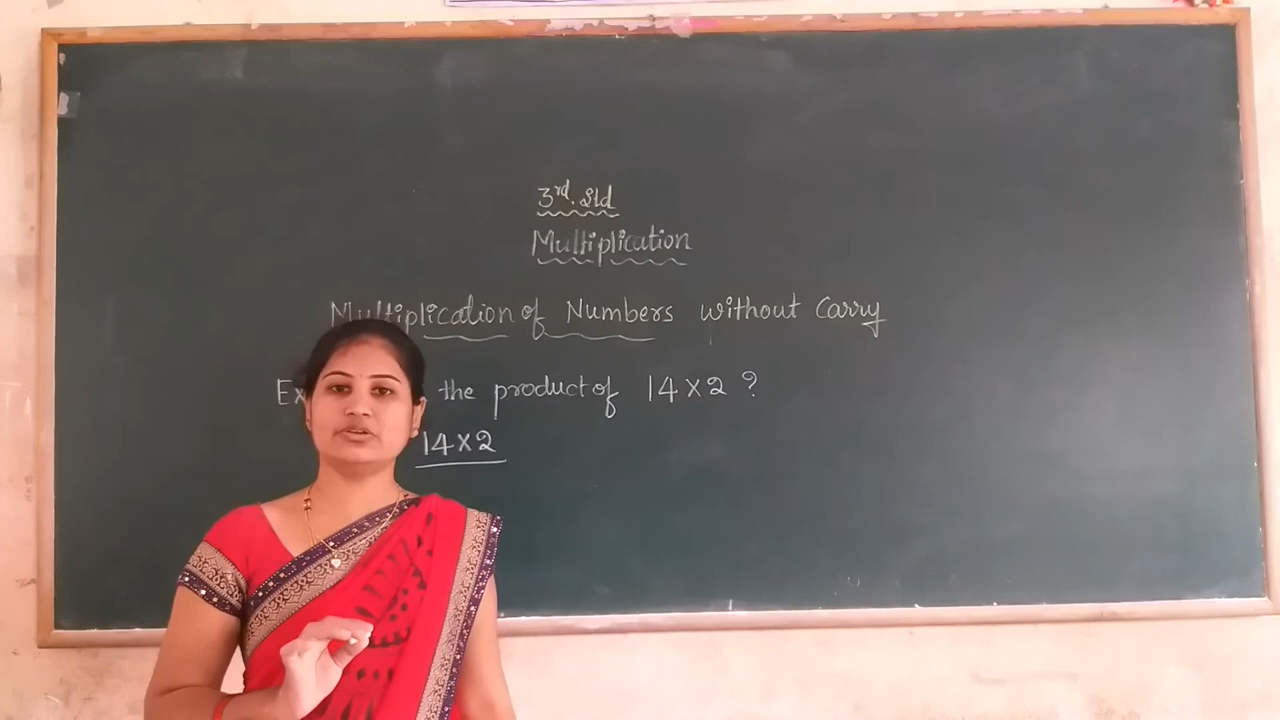 3rd. Std
Multiplication
Multiplication of Numbers without Carry
Ex the product of 14 x 2 ?
14 x 2